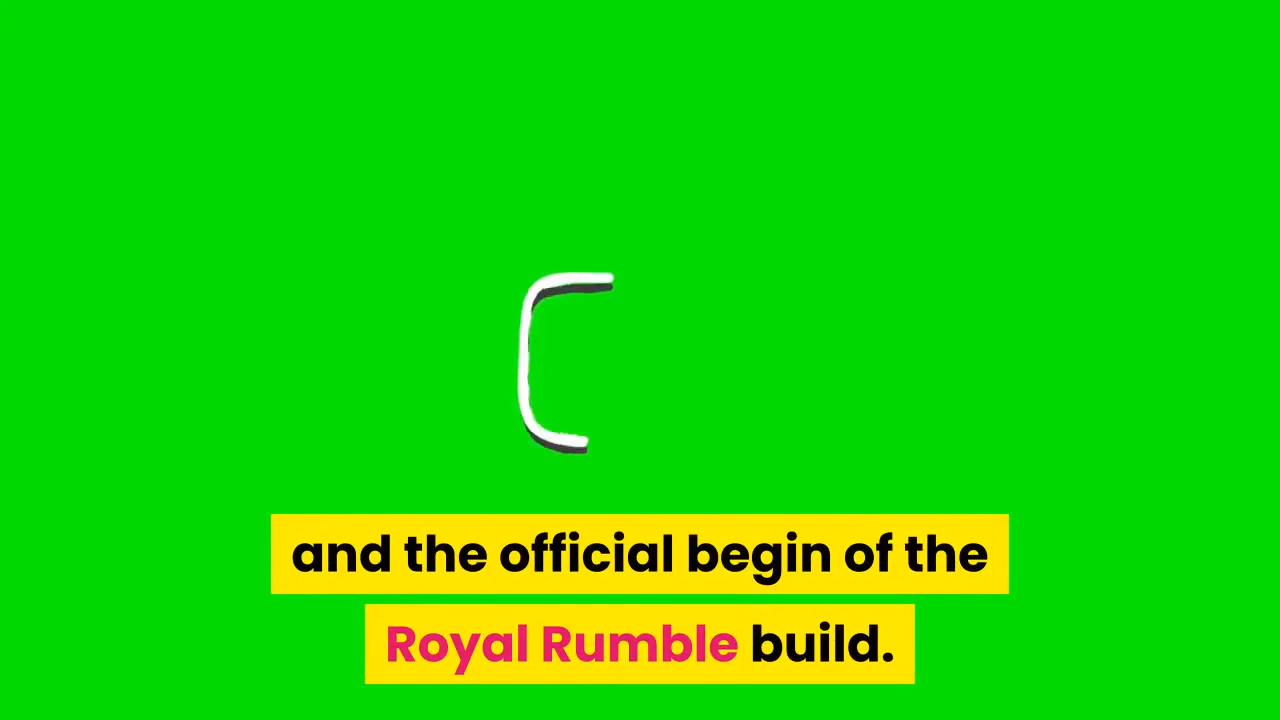 and the official begin of the
Royal Rumble build.